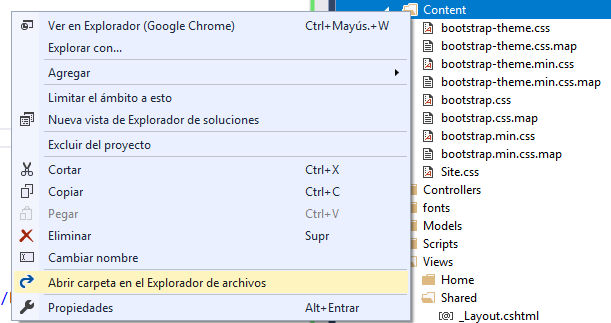 Ver en Explorador (Google Chrome) Ctrl+Mayús.+W
Explorar con...
Agregar
Limitar el ámbito a esto
Nueva vista de Explorador de soluciones
Excluir del proyecto
Cortar Ctrl+X
Copiar Ctrl+C
Pegar Ctrl+V
Eliminar Supr
Cambiar nombre
Abrir carpeta en el Explorador de archivos
Propiedades Alt+Entrar
Content
bootstrap-theme.css
bootstrap-theme.css.map
bootstrap-theme.min.css
bootstrap-theme.min.css.map
bootstrap.css
bootstrap.css.map
bootstrap.min.css
bootstrap.min.css.map
Site.css
Controllers
fonts
Models
Scripts
Views
Home
Shared
_Layout.cshtml